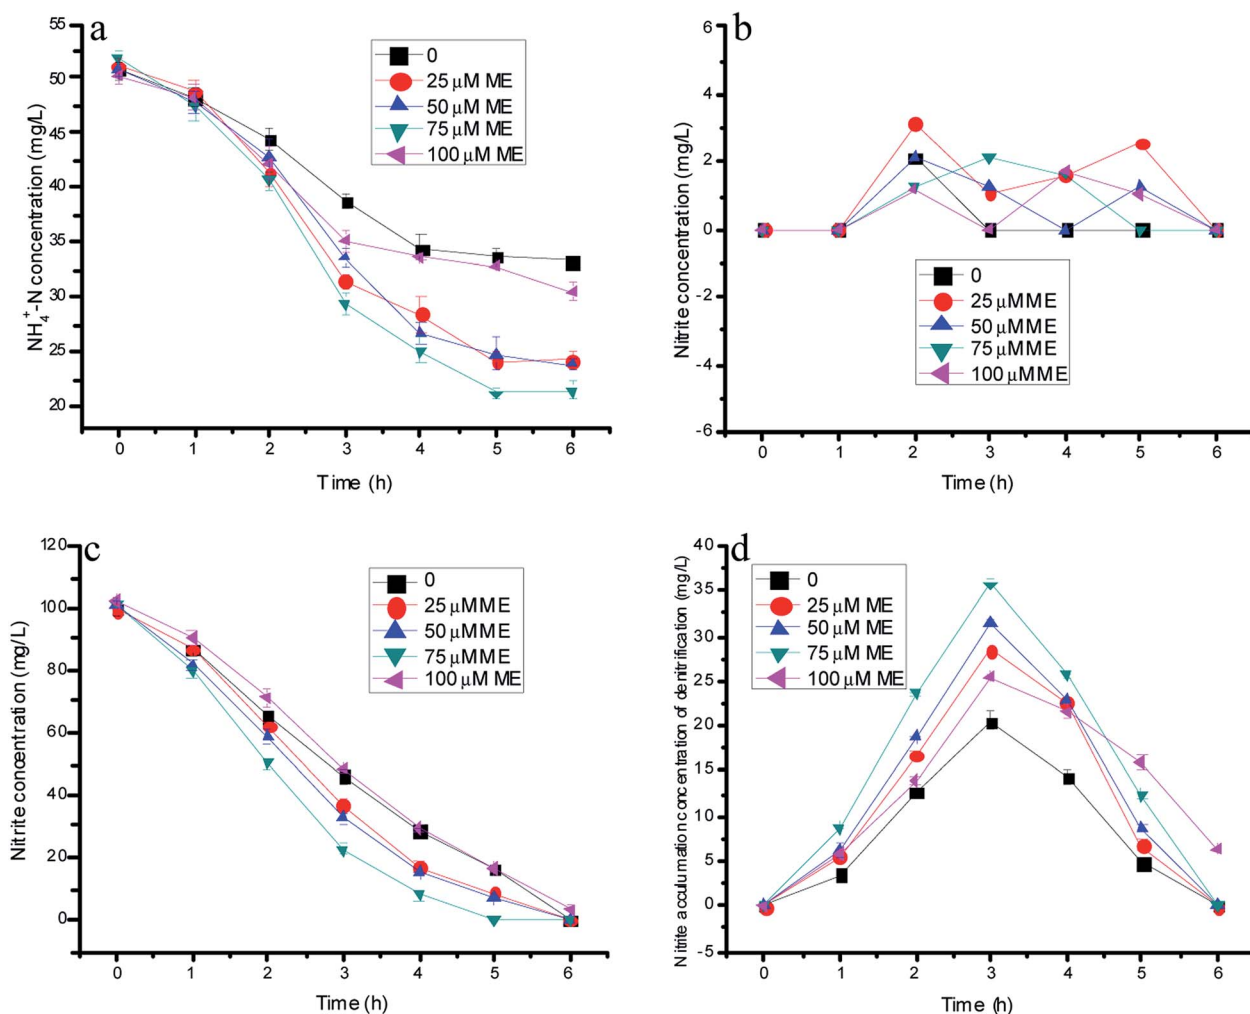 a
55
50
45
40
35
30
25
20
NH₄⁺-N concentration (mg/L)
0
25 μM ME
50 μM ME
75 μM ME
100 μM ME
0 1 2 3 4 5 6
Time (h)
b
6
4
2
0
-2
-4
-6
Nitrite concentration (mg/L)
0
25 μMME
50 μMME
75 μMME
100 μMME
0 1 2 3 4 5 6
Time (h)
c
120
100
80
60
40
20
0
Nitrite concentration (mg/L)
0
25 μMME
50 μMME
75 μMME
100 μM ME
0 1 2 3 4 5 6
Time (h)
d
40
35
30
25
20
15
10
5
0
-5
Nitrite acculumation concentration of denitrification (mg/L)
0
25 μM ME
50 μM ME
75 μM ME
100 μM ME
0 1 2 3 4 5 6
Time (h)